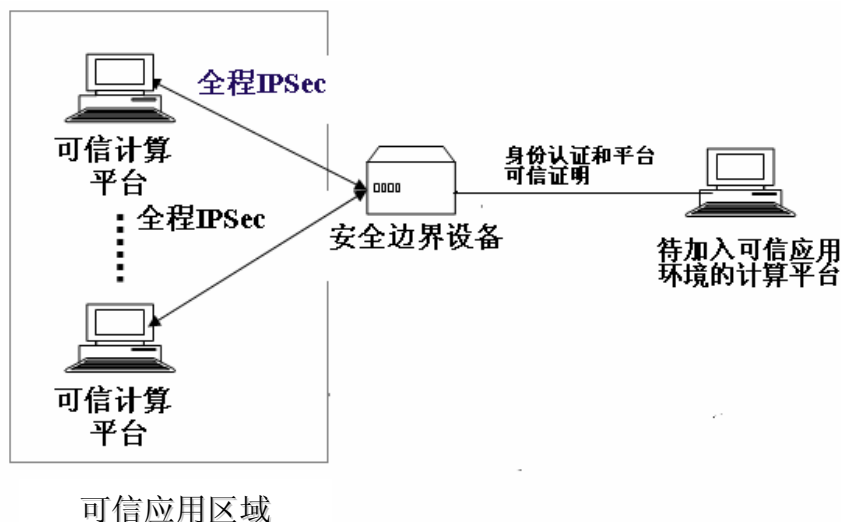 全程IPSec
可信计算
平台
全程IPSec
可信计算
平台
安全边界设备
身份认证和平台
可信证明
待加入可信应用
环境的计算平台
可信应用区域